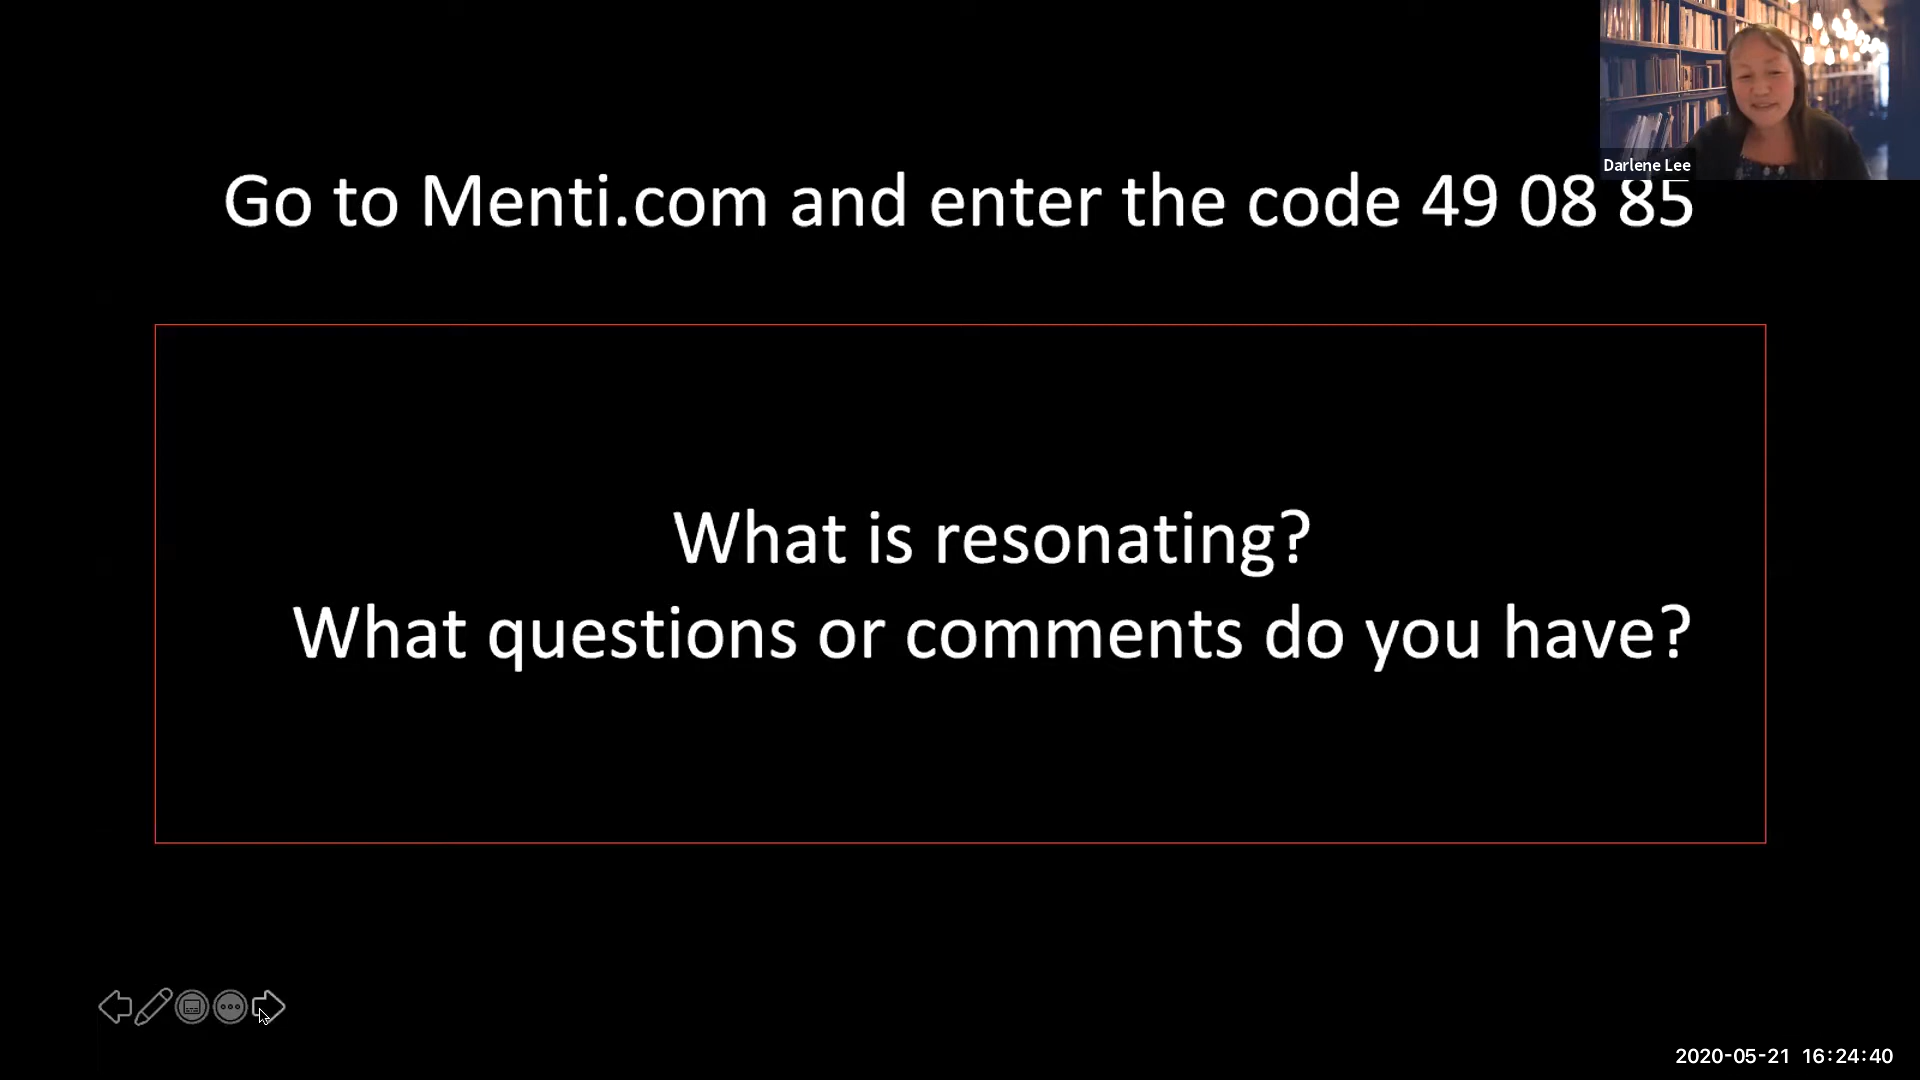 Darlene Lee
Go to Menti.com and enter the code 49 08 85
What is resonating?
What questions or comments do you have?
2020-05-21 16:24:40